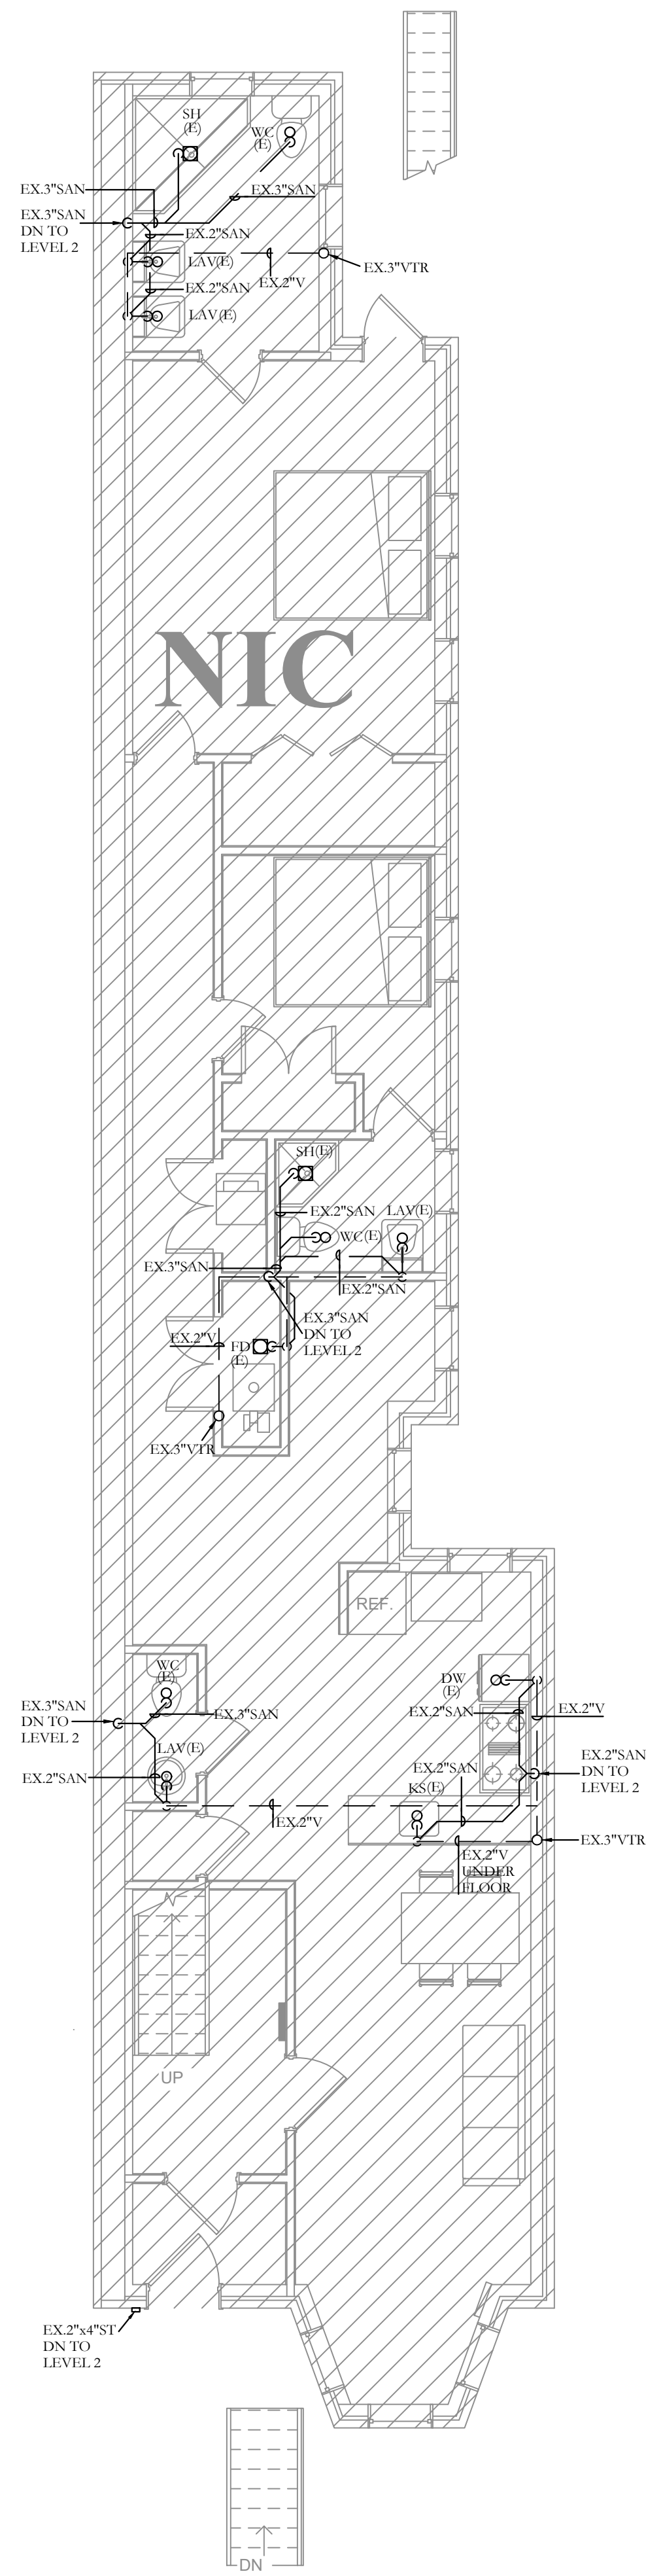 SH
(E)
WC
(E)
EX.3"SAN
EX.3"SAN
EX.3"SAN
DN TO
LEVEL 2
EX.2"SAN
LAV(E)
EX.2"V
EX.3"VTR
EX.2"SAN
LAV(E)
NIC
SH(E)
EX.2"SAN
LAV(E)
WC(E)
EX.3"SAN
EX.2"SAN
EX.3"SAN
DN TO
LEVEL 2
EX.2"V
FD
(E)
EX.3"VTR
REF.
WC
(E)
DW
(E)
EX.3"SAN
DN TO
LEVEL 2
EX.3"SAN
EX.2"SAN
EX.2"V
LAV(E)
EX.2"SAN
EX.2"SAN
EX.2"SAN
DN TO
LEVEL 2
KS(E)
EX.2"V
EX.3"VTR
EX.2"V
UNDER
FLOOR
UP
EX.2"x4"ST
DN TO
LEVEL 2
DN